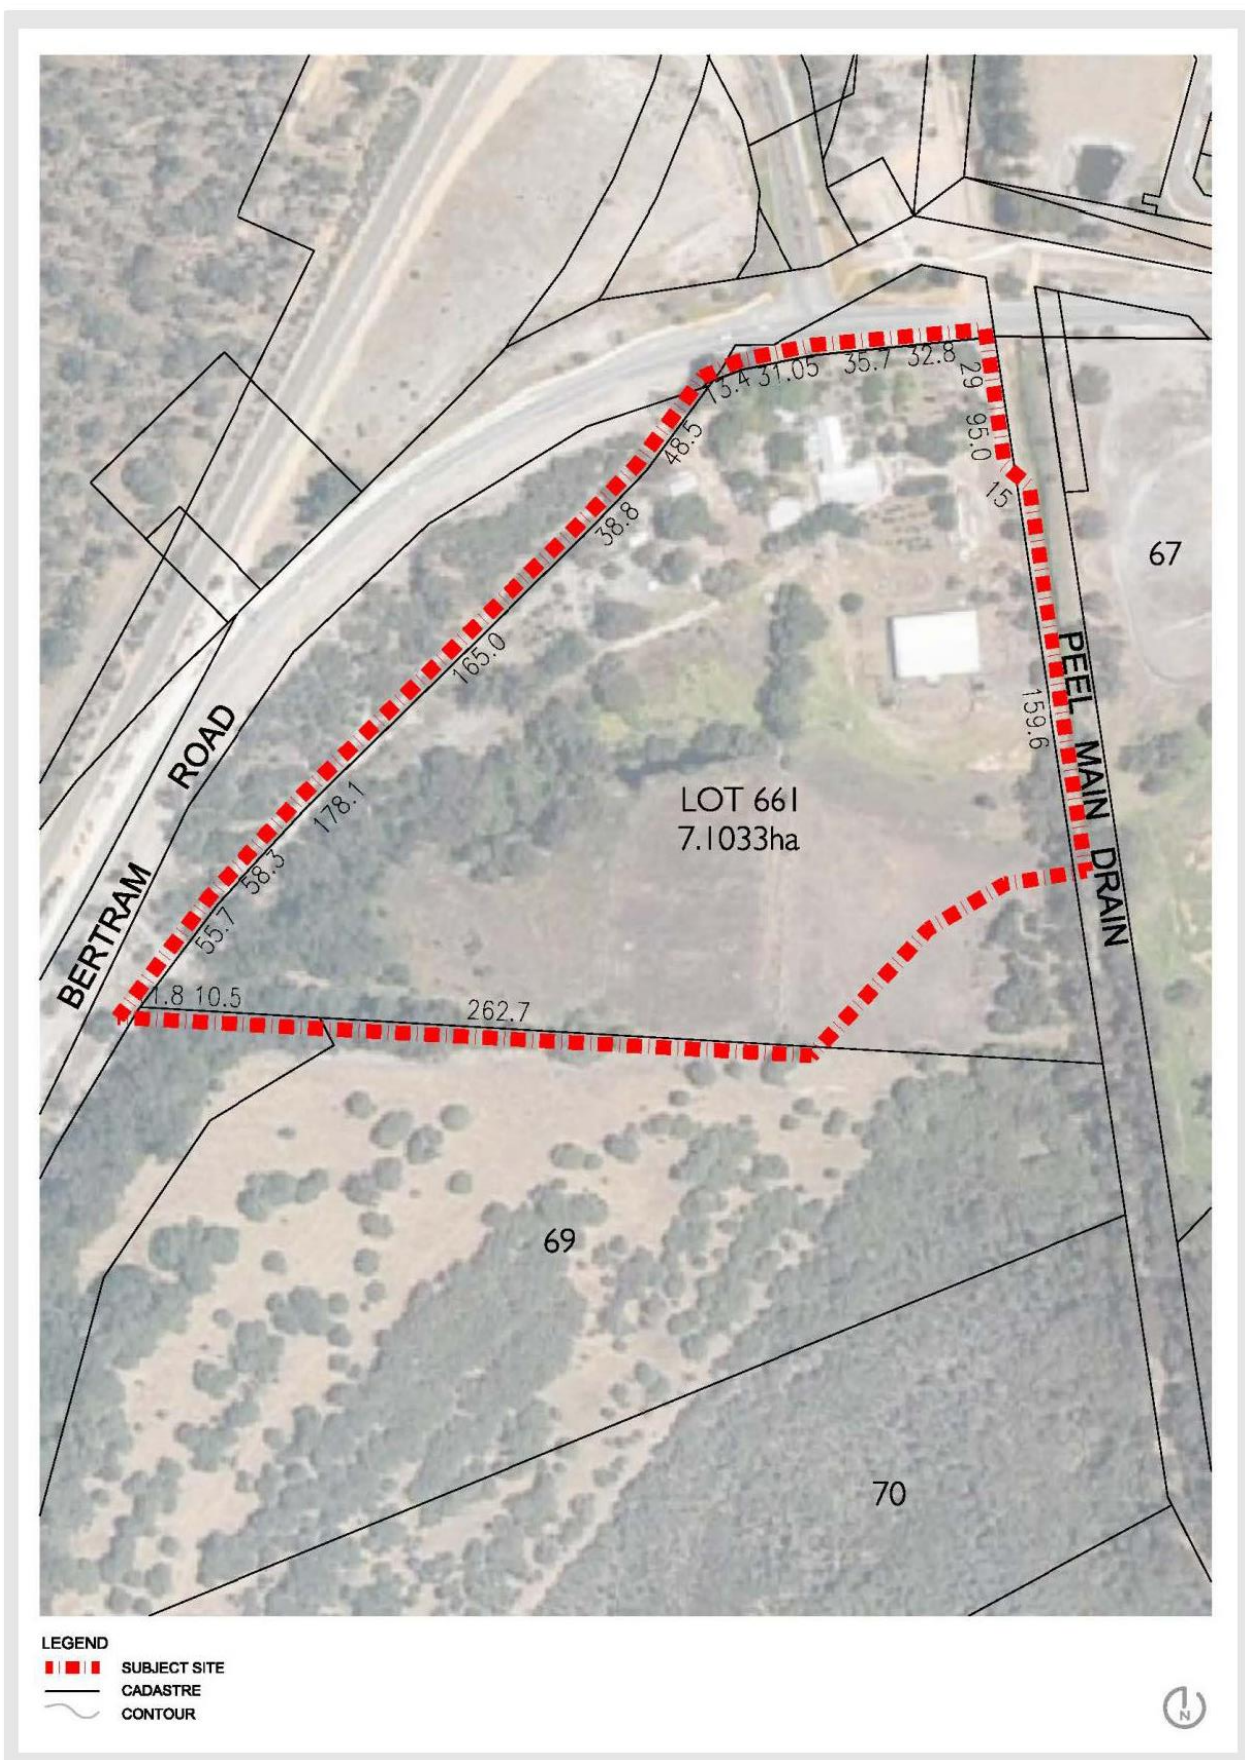 13.4 31.05 35.7 32.8
29
95.0
15
48.5
38.8
67
165.0
PEEL MAIN DRAIN
159.6
ROAD
178.1
LOT 661
7.1033ha
58.3
55.7
BERTRAM
1.8 10.5
262.7
69
70
LEGEND
SUBJECT SITE
CADASTRE
CONTOUR
N